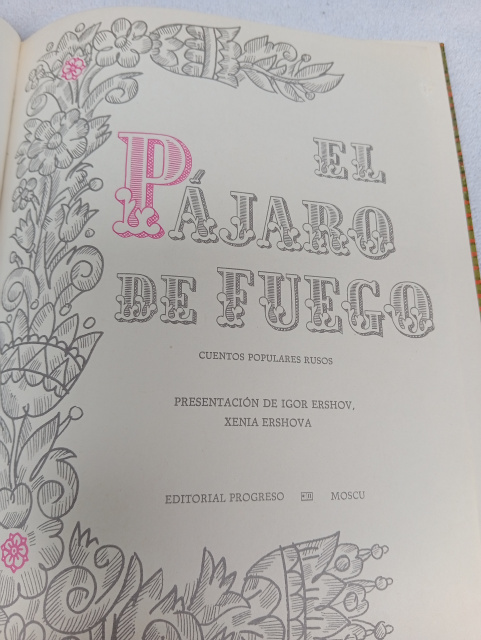 EL
PÁJARO
DE FUEGO
CUENTOS POPULARES RUSOS
PRESENTACIÓN DE IGOR ERSHOV,
XENIA ERSHOVA
EDITORIAL PROGRESO MOSCU